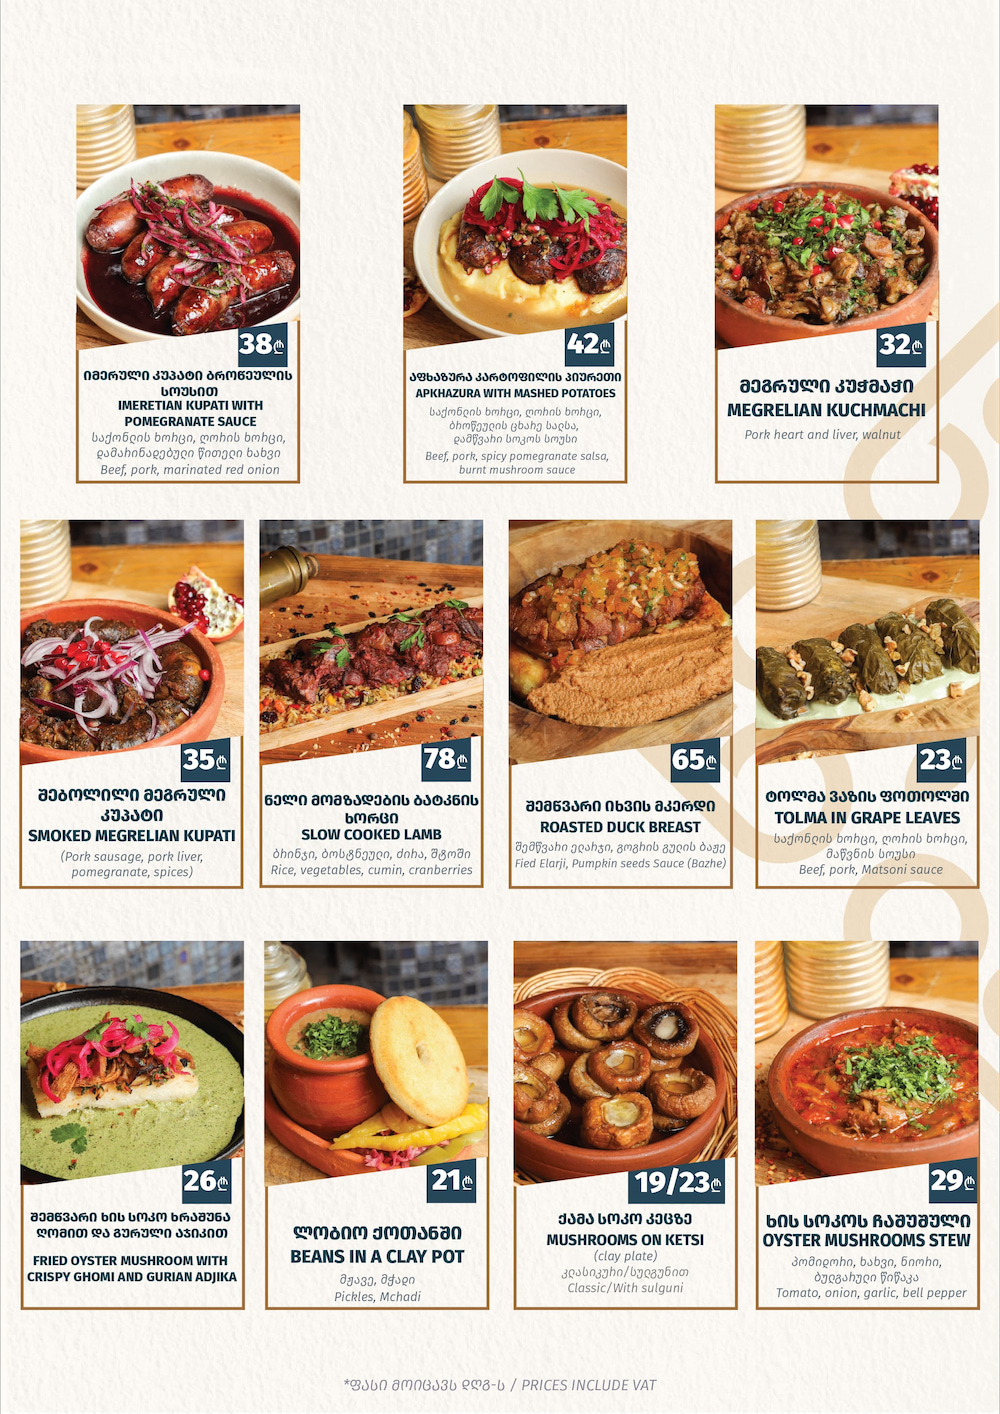 38₾
იმერული კუპატი ბროწეულის
სოუსით
IMERETIAN KUPATI WITH
POMEGRANATE SAUCE
საქონლის ხორცი, ღორის ხორცი,
დამარინადებული წითელი ხახვი
Beef, pork, marinated red onion
42₾
აფხაზურა კარტოფილის პიურეთი
APKHAZURA WITH MASHED POTATOES
საქონლის ხორცი, ღორის ხორცი,
ბროწეულის ცხარე სალსა,
დამწვარი სოკოს სოუსი
Beef, pork, spicy pomegranate salsa,
burnt mushroom sauce
32₾
მეგრული კუჭმაჭი
MEGRELIAN KUCHMACHI
Pork heart and liver, walnut
35₾
შებოლილი მეგრული
კუპატი
SMOKED MEGRELIAN KUPATI
(Pork sausage, pork liver,
pomegranate, spices)
78₾
ნელი მომზადების ბატკნის
ხორცი
SLOW COOKED LAMB
ბრინჯი, ბოსტნეული, ძირა, შტოში
Rice, vegetables, cumin, cranberries
65₾
შემწვარი იხვის მკერდი
ROASTED DUCK BREAST
შემწვარი ელარჯი, გოგრის გულის ბაჟე
Fied Elarji, Pumpkin seeds Sauce (Bazhe)
23₾
ტოლმა ვაზის ფოთოლში
TOLMA IN GRAPE LEAVES
საქონლის ხორცი, ღორის ხორცი,
მაწვნის სოუსი
Beef, pork, Matsoni sauce
26₾
შემწვარი ხის სოკო ხრაშუნა
ღომით და გურული აჯიკით
FRIED OYSTER MUSHROOM WITH
CRISPY GHOMI AND GURIAN ADJIKA
21₾
ლობიო ქოთანში
BEANS IN A CLAY POT
მჟავე, მჭადი
Pickles, Mchadi
19/23₾
ქამა სოკო კეცზე
MUSHROOMS ON KETSI
(clay plate)
კლასიკური/სულგუნით
Classic/With sulguni
29₾
ხის სოკოს ჩაშუშული
OYSTER MUSHROOMS STEW
პომიდორი, ხახვი, ნიორი,
ბულგარული წიწაკა
Tomato, onion, garlic, bell pepper
*ფასი მოიცავს დღგ-ს / PRICES INCLUDE VAT